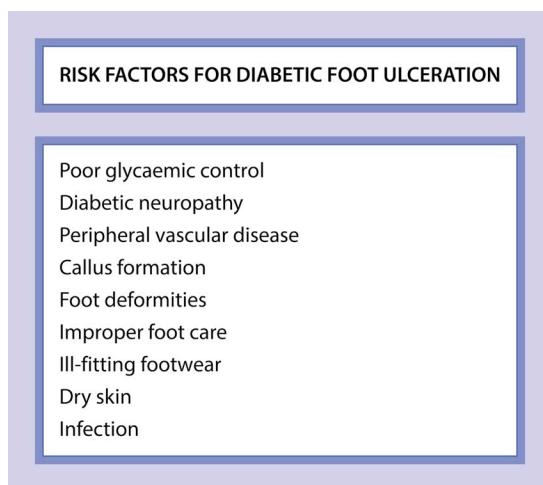 RISK FACTORS FOR DIABETIC FOOT ULCERATION
Poor glycaemic control
Diabetic neuropathy
Peripheral vascular disease
Callus formation
Foot deformities
Improper foot care
Ill-fitting footwear
Dry skin
Infection